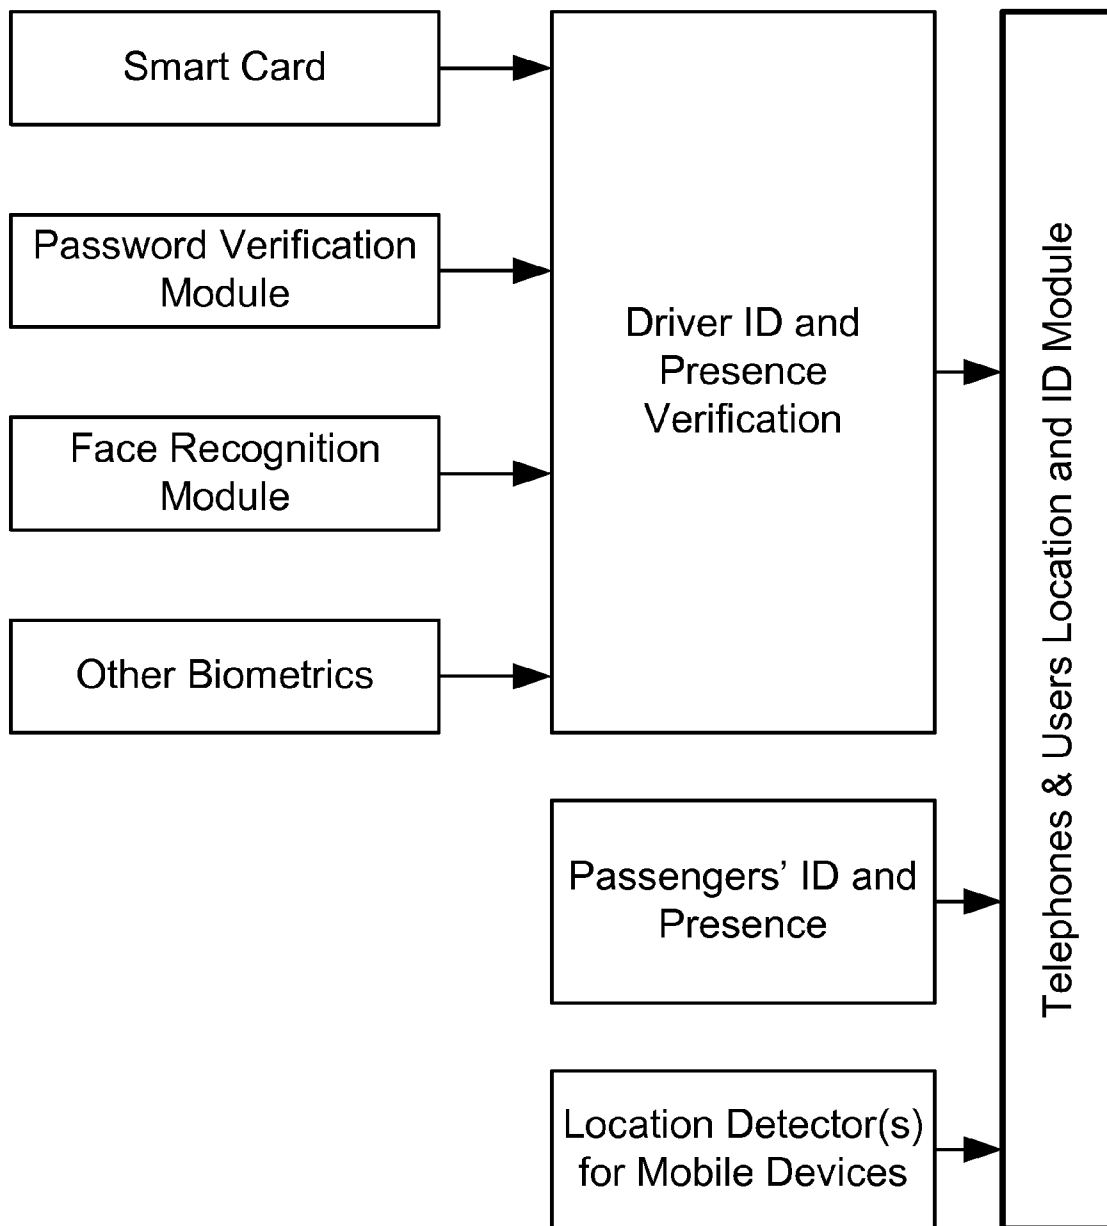 Smart Card
Password Verification
Module
Face Recognition
Module
Other Biometrics
Driver ID and
Presence
Verification
Passengers’ ID and
Presence
Location Detector(s)
for Mobile Devices
Telephones & Users Location and ID Module